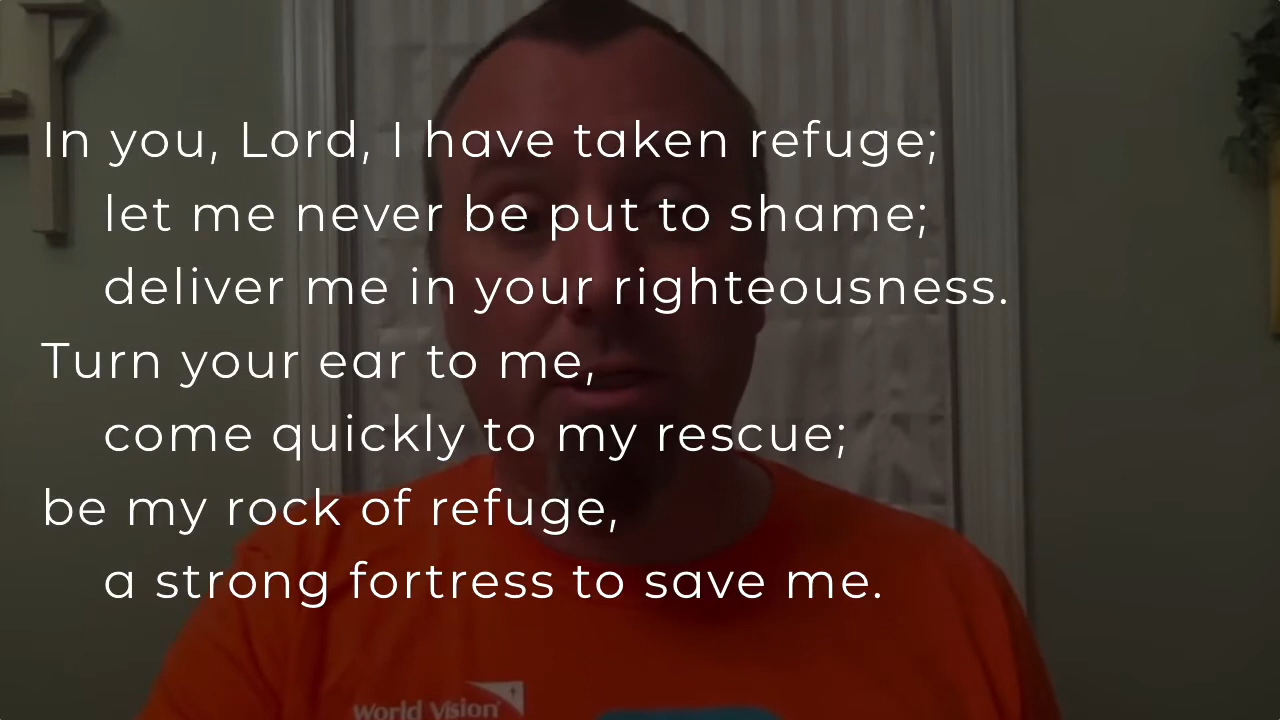 In you, Lord, I have taken refuge;
let me never be put to shame;
deliver me in your righteousness.
Turn your ear to me,
come quickly to my rescue;
be my rock of refuge,
a strong fortress to save me.
World Vision